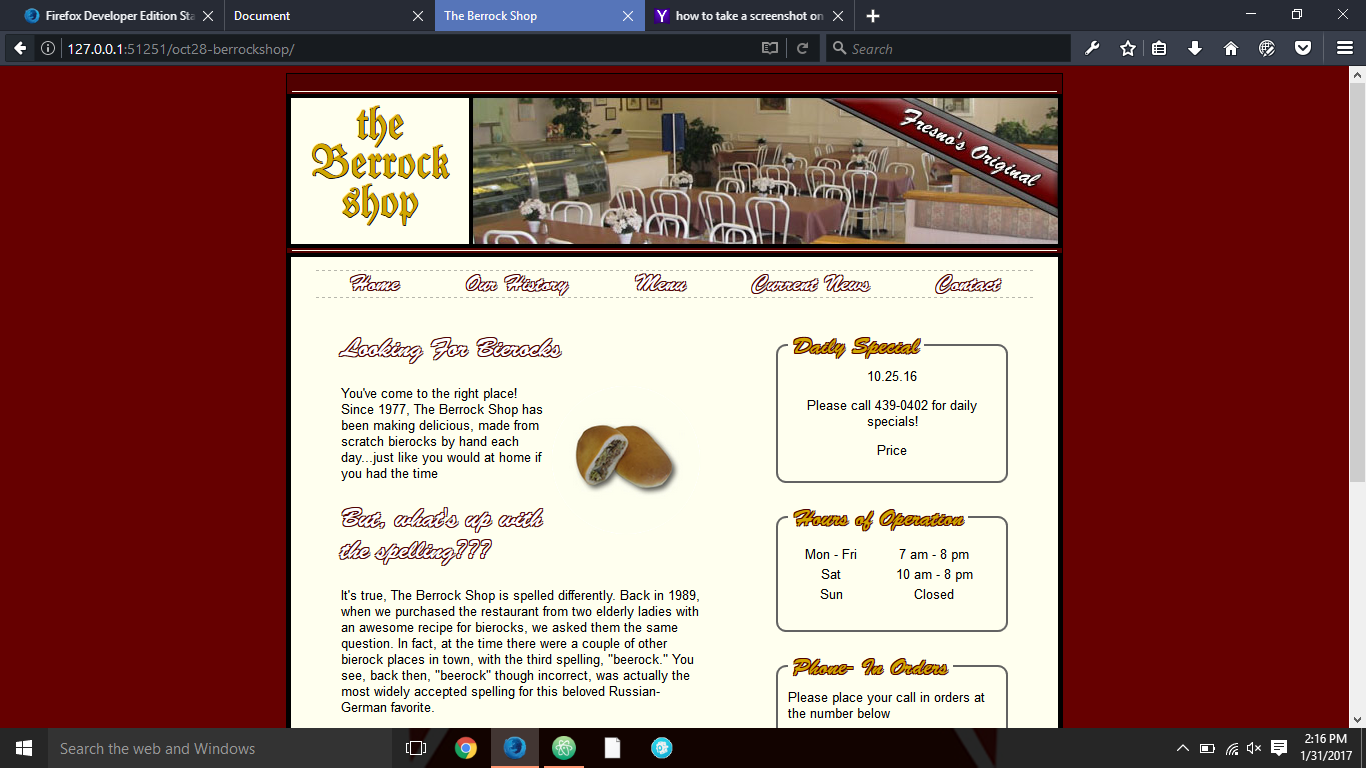 Firefox Developer Edition Sta
Document
The Berrock Shop
how to take a screenshot on
127.0.0.1:51251/oct28-berrockshop/
Search
the
Berrock
shop
Fresno's Original
Home
Our History
Menu
Current News
Contact
Looking For Bierocks
You've come to the right place!
Since 1977, The Berrock Shop has
been making delicious, made from
scratch bierocks by hand each
day...just like you would at home if
you had the time
But, what's up with
the spelling???
It's true, The Berrock Shop is spelled differently. Back in 1989,
when we purchased the restaurant from two elderly ladies with
an awesome recipe for bierocks, we asked them the same
question. In fact, at the time there were a couple of other
bierock places in town, with the third spelling, "beerock." You
see, back then, "beerock" though incorrect, was actually the
most widely accepted spelling for this beloved Russian-
German favorite.
Daily Special
10.25.16
Please call 439-0402 for daily
specials!
Price
Hours of Operation
Mon - Fri 7 am - 8 pm
Sat 10 am - 8 pm
Sun Closed
Phone- In Orders
Please place your call in orders at
the number below
Search the web and Windows
2:16 PM
1/31/2017